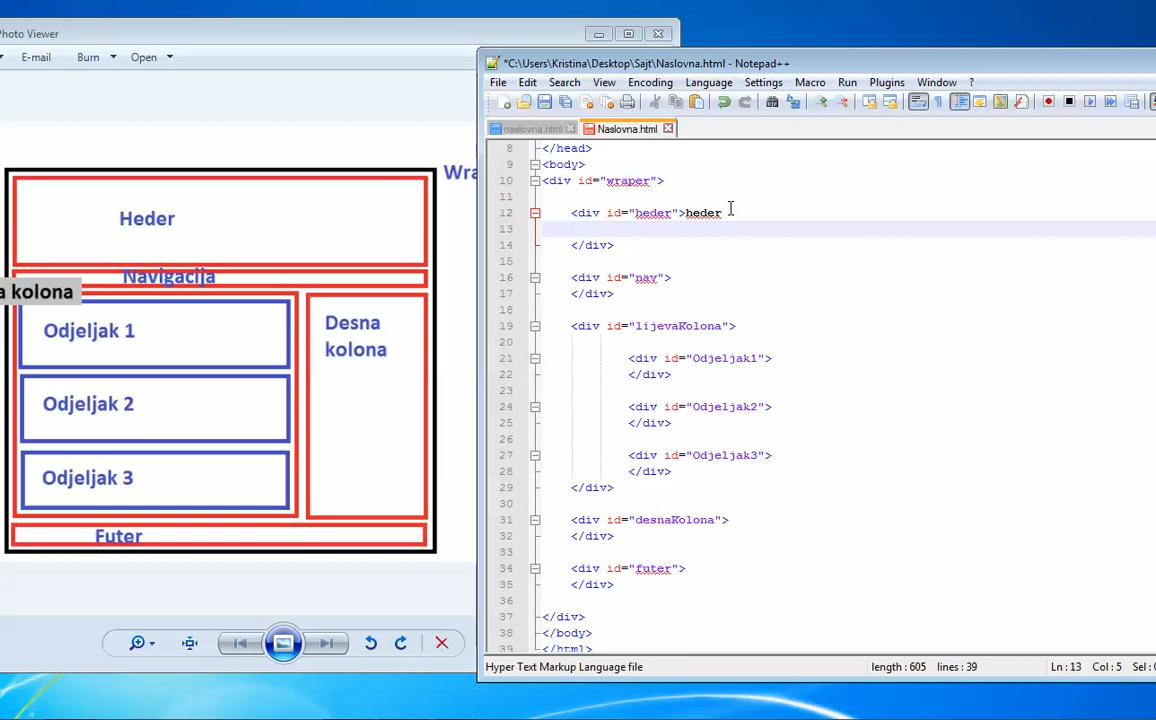 Photo Viewer
E-mail Burn Open
Heder
Navigacija
a kolona
Odjeljak 1
Odjeljak 2
Odjeljak 3
Desna
kolona
Futer
Wra
*C:\Users\Kristina\Desktop\Sajt\Naslovna.html - Notepad++
File Edit Search View Encoding Language Settings Macro Run Plugins Window ?
naslovna.html Naslovna.html
8 </head>
9 <body>
10 <div id="wraper">
11
12 <div id="heder">heder
13
14 </div>
15
16 <div id="nav">
17 </div>
18
19 <div id="lijevaKolona">
20
21 <div id="Odjeljak1">
22 </div>
23
24 <div id="Odjeljak2">
25 </div>
26
27 <div id="Odjeljak3">
28 </div>
29 </div>
30
31 <div id="desnaKolona">
32 </div>
33
34 <div id="futer">
35 </div>
36
37 </div>
38 </body>
39 </html>
Hyper Text Markup Language file length : 605 lines : 39 Ln : 13 Col : 5 Sel :